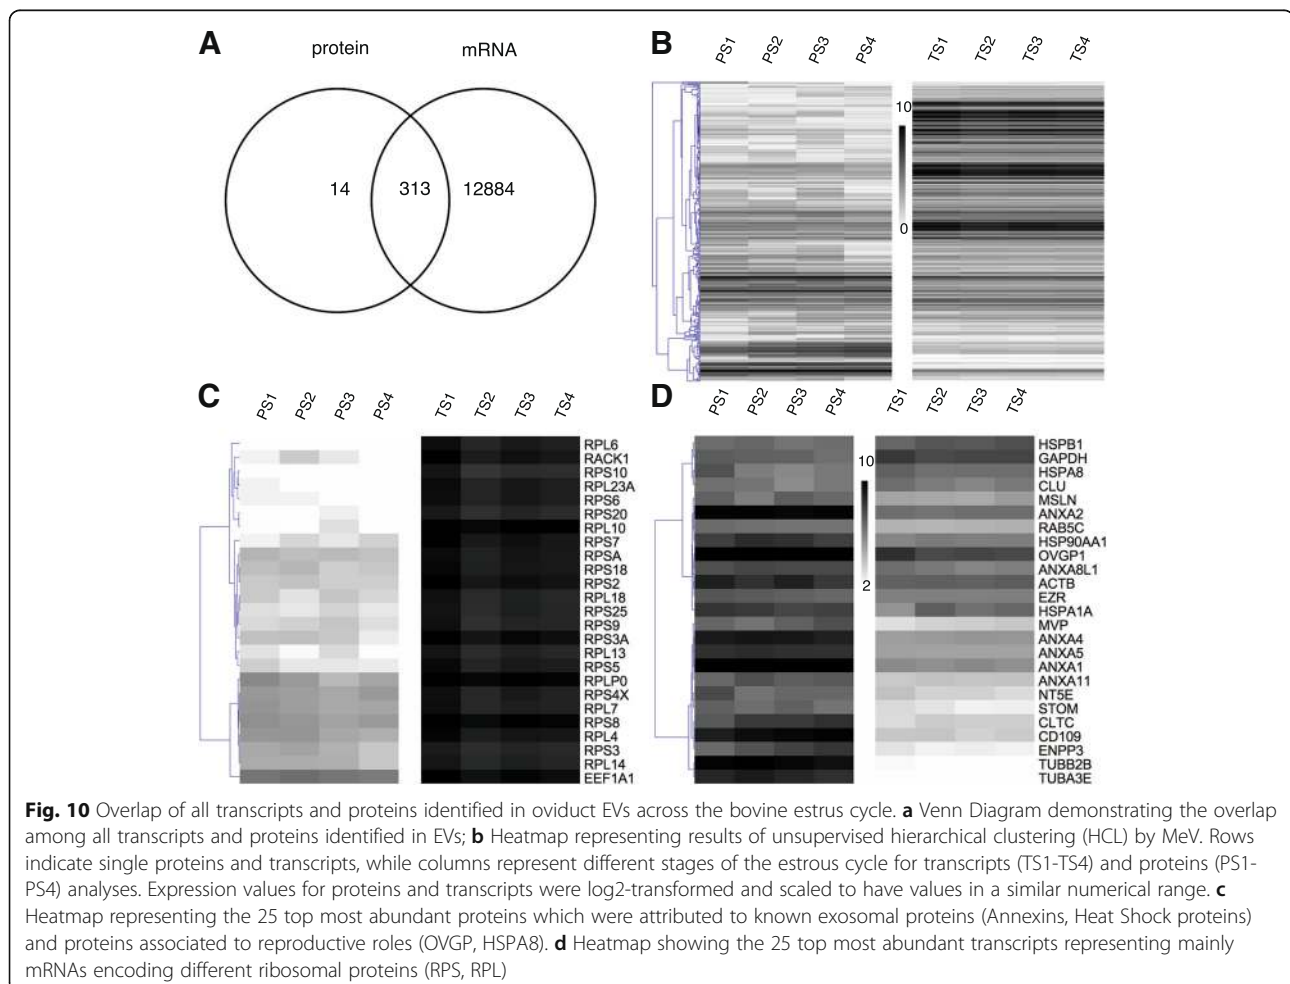 A
protein mRNA
14 313 12884
B
PS1 PS2 PS3 PS4 TS1 TS2 TS3 TS4
10
0
C
PS1 PS2 PS3 PS4 TS1 TS2 TS3 TS4
RPL6
RACK1
RPS10
RPL23A
RPS6
RPS20
RPL10
RPS7
RPSA
RPS18
RPS2
RPL18
RPS25
RPS9
RPS3A
RPL13
RPS5
RPLP0
RPS4X
RPL7
RPS8
RPL4
RPS3
RPL14
EEF1A1
D
PS1 PS2 PS3 PS4 TS1 TS2 TS3 TS4
10
2
HSPB1
GAPDH
HSPA8
CLU
MSLN
ANXA2
RAB5C
HSP90AA1
OVGP1
ANXA8L1
ACTB
EZR
HSPA1A
MVP
ANXA4
ANXA5
ANXA1
ANXA11
NT5E
STOM
CLTC
CD109
ENPP3
TUBB2B
TUBA3E
Fig. 10 Overlap of all transcripts and proteins identified in oviduct EVs across the bovine estrus cycle. a Venn Diagram demonstrating the overlap
among all transcripts and proteins identified in EVs; b Heatmap representing results of unsupervised hierarchical clustering (HCL) by MeV. Rows
indicate single proteins and transcripts, while columns represent different stages of the estrous cycle for transcripts (TS1-TS4) and proteins (PS1-
PS4) analyses. Expression values for proteins and transcripts were log2-transformed and scaled to have values in a similar numerical range. c
Heatmap representing the 25 top most abundant proteins which were attributed to known exosomal proteins (Annexins, Heat Shock proteins)
and proteins associated to reproductive roles (OVGP, HSPA8). d Heatmap showing the 25 top most abundant transcripts representing mainly
mRNAs encoding different ribosomal proteins (RPS, RPL)